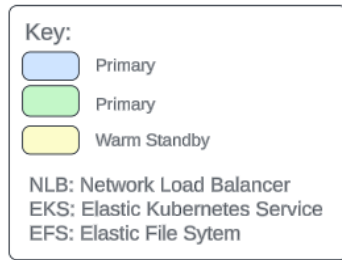 Key:
Primary
Primary
Warm Standby
NLB: Network Load Balancer
EKS: Elastic Kubernetes Service
EFS: Elastic File Sytem